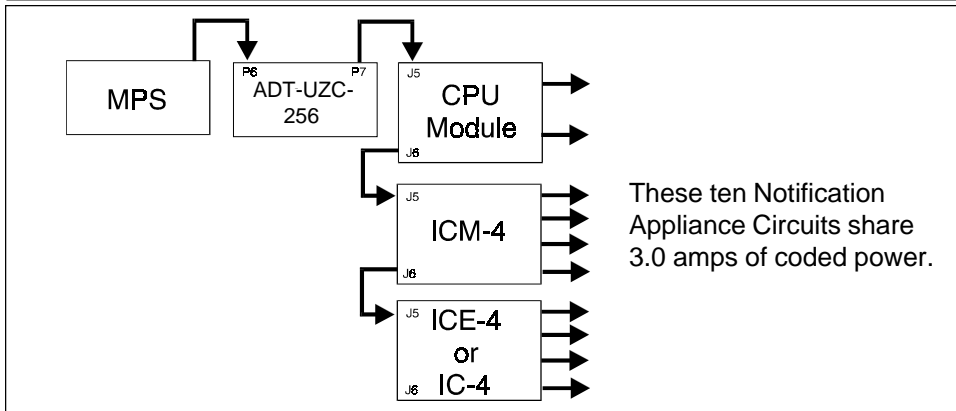 MPS
P6
P7
ADT-UZC-
256
J5
CPU
Module
J6
J5
ICM-4
J6
These ten Notification
Appliance Circuits share
3.0 amps of coded power.
J5
ICE-4
or
J6
IC-4